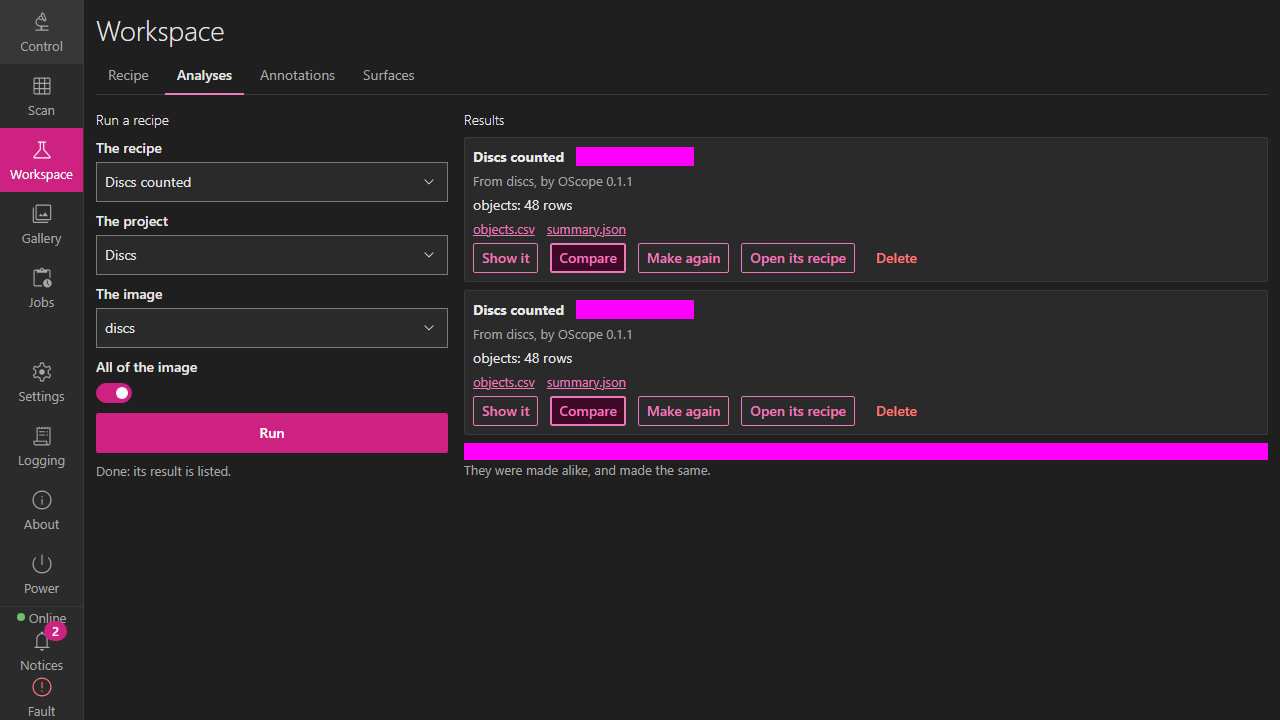 Control
Scan
Workspace
Gallery
Jobs
Settings
Logging
About
Power
Online
2
Notices
Fault
Workspace
Recipe Analyses Annotations Surfaces
Run a recipe
The recipe
Discs counted
The project
Discs
The image
discs
All of the image
Run
Done: its result is listed.
Results
Discs counted
From discs, by OScope 0.1.1
objects: 48 rows
objects.csv summary.json
Show it Compare Make again Open its recipe Delete
Discs counted
From discs, by OScope 0.1.1
objects: 48 rows
objects.csv summary.json
Show it Compare Make again Open its recipe Delete
They were made alike, and made the same.